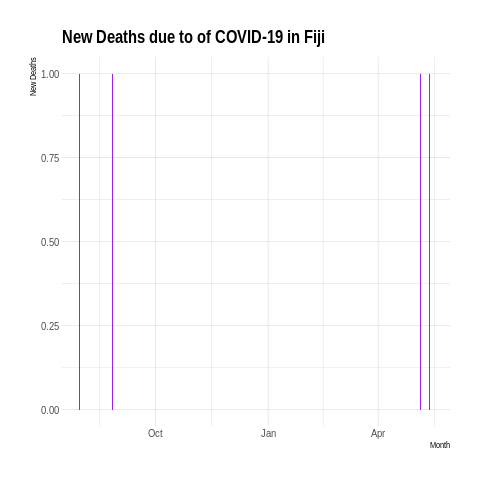 New Deaths due to of COVID-19 in Fiji
New Deaths
1.00
0.75
0.50
0.25
0.00
Oct Jan Apr
Month